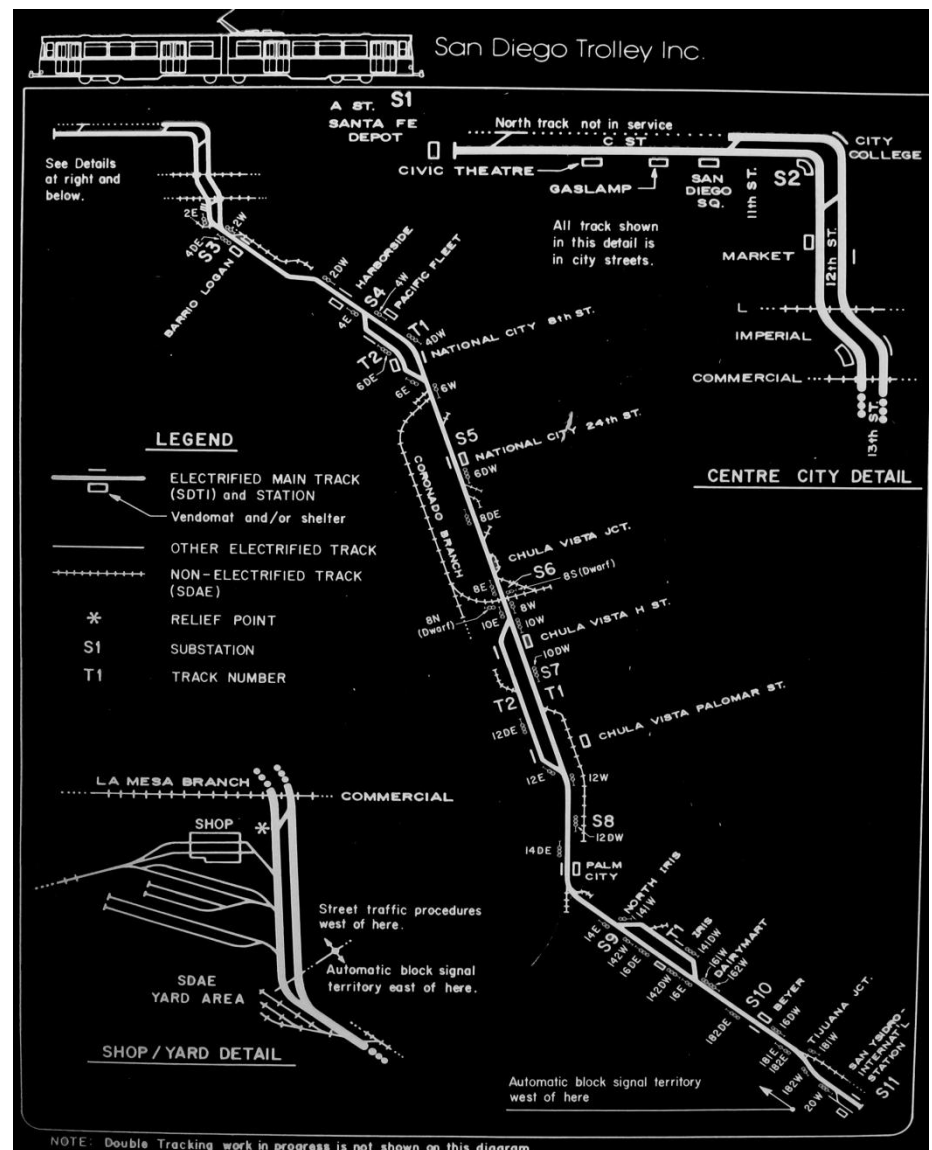 San Diego Trolley Inc.
A ST. S1
SANTA FE
DEPOT
North track not in service
C ST
CITY
COLLEGE
See Details
at right and
below.
CIVIC THEATRE
GASLAMP
SAN
DIEGO
SQ.
11th ST.
S2
All track shown
in this detail is
in city streets.
MARKET
12th ST.
L
IMPERIAL
COMMERCIAL
13th ST.
CENTRE CITY DETAIL
2E
2W
4DE
S3
BARRIO LOGAN
2DW
HARBORSIDE
4E
S4
4W
PACIFIC FLEET
T1
4DW
NATIONAL CITY 8th ST.
T2
6DE
6E
6W
S5
NATIONAL CITY 24th ST.
6DW
CORONADO BRANCH
8DE
CHULA VISTA JCT.
S6
8S (Dwarf)
8E
8W
8N
(Dwarf)
10E
10W
CHULA VISTA H ST.
10DW
S7
T2
T1
12DE
CHULA VISTA PALOMAR ST.
12E
12W
S8
12DW
14DE
PALM
CITY
NORTH IRIS
141W
14E
S9
142W
16DE
T1
IRIS
141DW
142DW
16E
161W
162W
DAIRYMART
S10
BEYER
182DE
16DW
TIJUANA JCT.
181W
181E
182E
182W
SAN YSIDRO-
INTERNAT'L
STATION
20W
S11
Automatic block signal territory
west of here
LEGEND
ELECTRIFIED MAIN TRACK
(SDTI) and STATION
Vendomat and/or shelter
OTHER ELECTRIFIED TRACK
NON-ELECTRIFIED TRACK
(SDAE)
* RELIEF POINT
S1 SUBSTATION
T1 TRACK NUMBER
LA MESA BRANCH
COMMERCIAL
SHOP
*
Street traffic procedures
west of here.
Automatic block signal
territory east of here.
SDAE
YARD AREA
SHOP / YARD DETAIL
NOTE: Double Tracking work in progress is not shown on this diagram